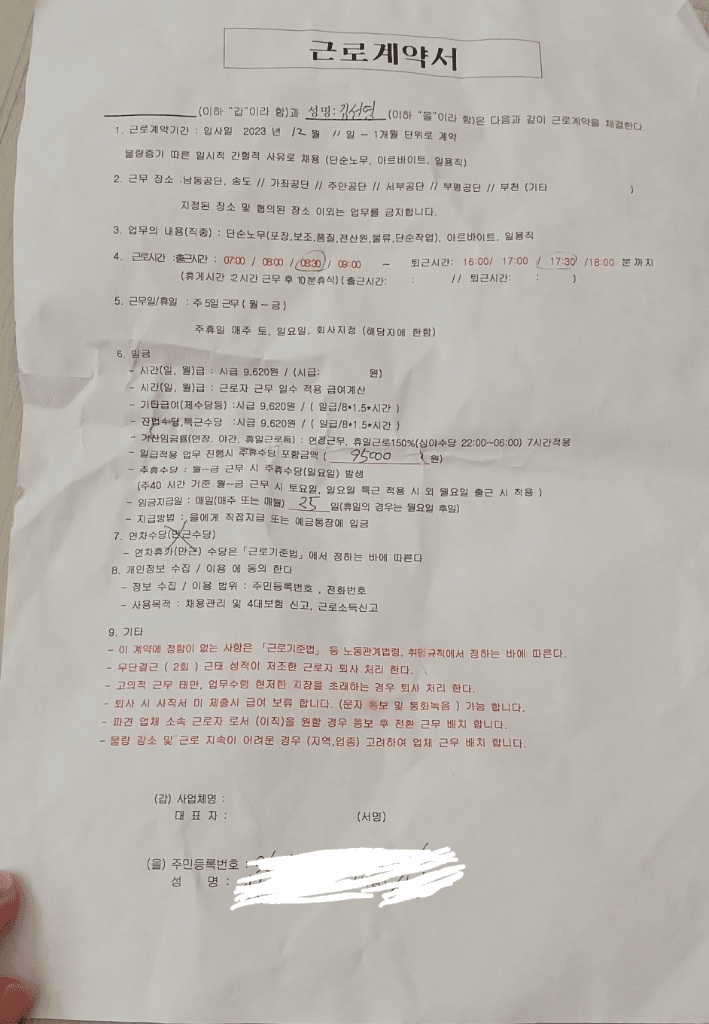 근로계약서
(이하 "갑"이라 함)과 성명: (이하 "을"이라 함)은 다음과 같이 근로계약을 체결한다.
1. 근로계약기간 : 입사일 2023 년 12 월 11 일 ~ 1개월 단위로 계약
물량증가 따른 일시적 간헐적 사유로 채용 (단순노무, 아르바이트, 일용직)
2. 근무 장소 :남동공단, 송도 // 가좌공단 // 주안공단 // 서부공단 // 부평공단 // 부천 (기타 )
지정된 장소 및 협의된 장소 이외는 업무를 금지합니다.
3. 업무의 내용(직종) : 단순노무(포장,보조,품질,전산원,물류,단순작업), 아르바이트, 일용직
4. 근로시간 :출근시간 : 07:00 / 08:00 / 08:30 / 09:00 ~ 퇴근시간: 16:00/ 17:00 / 17:30 /18:00 분까지
(휴게시간 :2시간 근무 후 10분휴식) (출근시간: : // 퇴근시간: : )
5. 근무일/휴일 : 주 5일 근무 ( 월 ~ 금 )
주휴일 매주 토, 일요일, 회사지정 (해당자에 한함)
6. 임금
- 시간(일, 월)급 : 시급 9,620원 / (시급: 원)
- 시간(일, 월)급 : 근로자 근무 일수 적용 급여계산
- 기타급여(제수당등) :시급 9,620원 / ( 일급/8*1.5*시간 )
- 잔업수당,특근수당 :시급 9,620원 / ( 일급/8*1.5*시간 )
- 가산임금률(연장, 야간, 휴일근로등) : 연장근무, 휴일근로150%(심야수당 22:00~06:00) 7시간적용
- 일급적용 업무 진행시 주휴수당 포함금액 ( 95000 원)
- 주휴수당 : 월~금 근무 시 주휴수당(일요일) 발생
(주40 시간 기준 월~금 근무 시 토요일, 일요일 특근 적용 시 외 월요일 출근 시 적용 )
- 임금지급일 : 매일(매주 또는 매월) 25 일(휴일의 경우는 월요일 후일)
- 지급방법 : 을에게 직접지급 또는 예금통장에 입금
7. 연차수당(만근수당)
- 연차휴가(만근) 수당은 「근로기준법」에서 정하는 바에 따른다
8. 개인정보 수집 / 이용 에 동의 한다
- 정보 수집 / 이용 범위 : 주민등록번호 , 전화번호
- 사용목적 : 채용관리 및 4대보험 신고, 근로소득신고
9. 기타
- 이 계약에 정함이 없는 사항은 「근로기준법」 등 노동관계법령, 취업규칙에서 정하는 바에 따른다.
- 무단결근 ( 2회 ) 근태 성적이 저조한 근로자 퇴사 처리 한다.
- 고의적 근무 태만, 업무수행 현저한 지장을 초래하는 경우 퇴사 처리 한다.
- 퇴사 시 사직서 미 제출시 급여 보류 합니다. (문자 통보 및 통화녹음 ) 가능 합니다.
- 파견 업체 소속 근로자 로서 (이직)을 원할 경우 통보 후 전환 근무 배치 합니다.
- 물량 감소 및 근로 지속이 어려운 경우 (지역,업종) 고려하여 업체 근무 배치 합니다.
(갑) 사업체명 :
대 표 자 : (서명)
(을) 주민등록번호 :
성 명 :